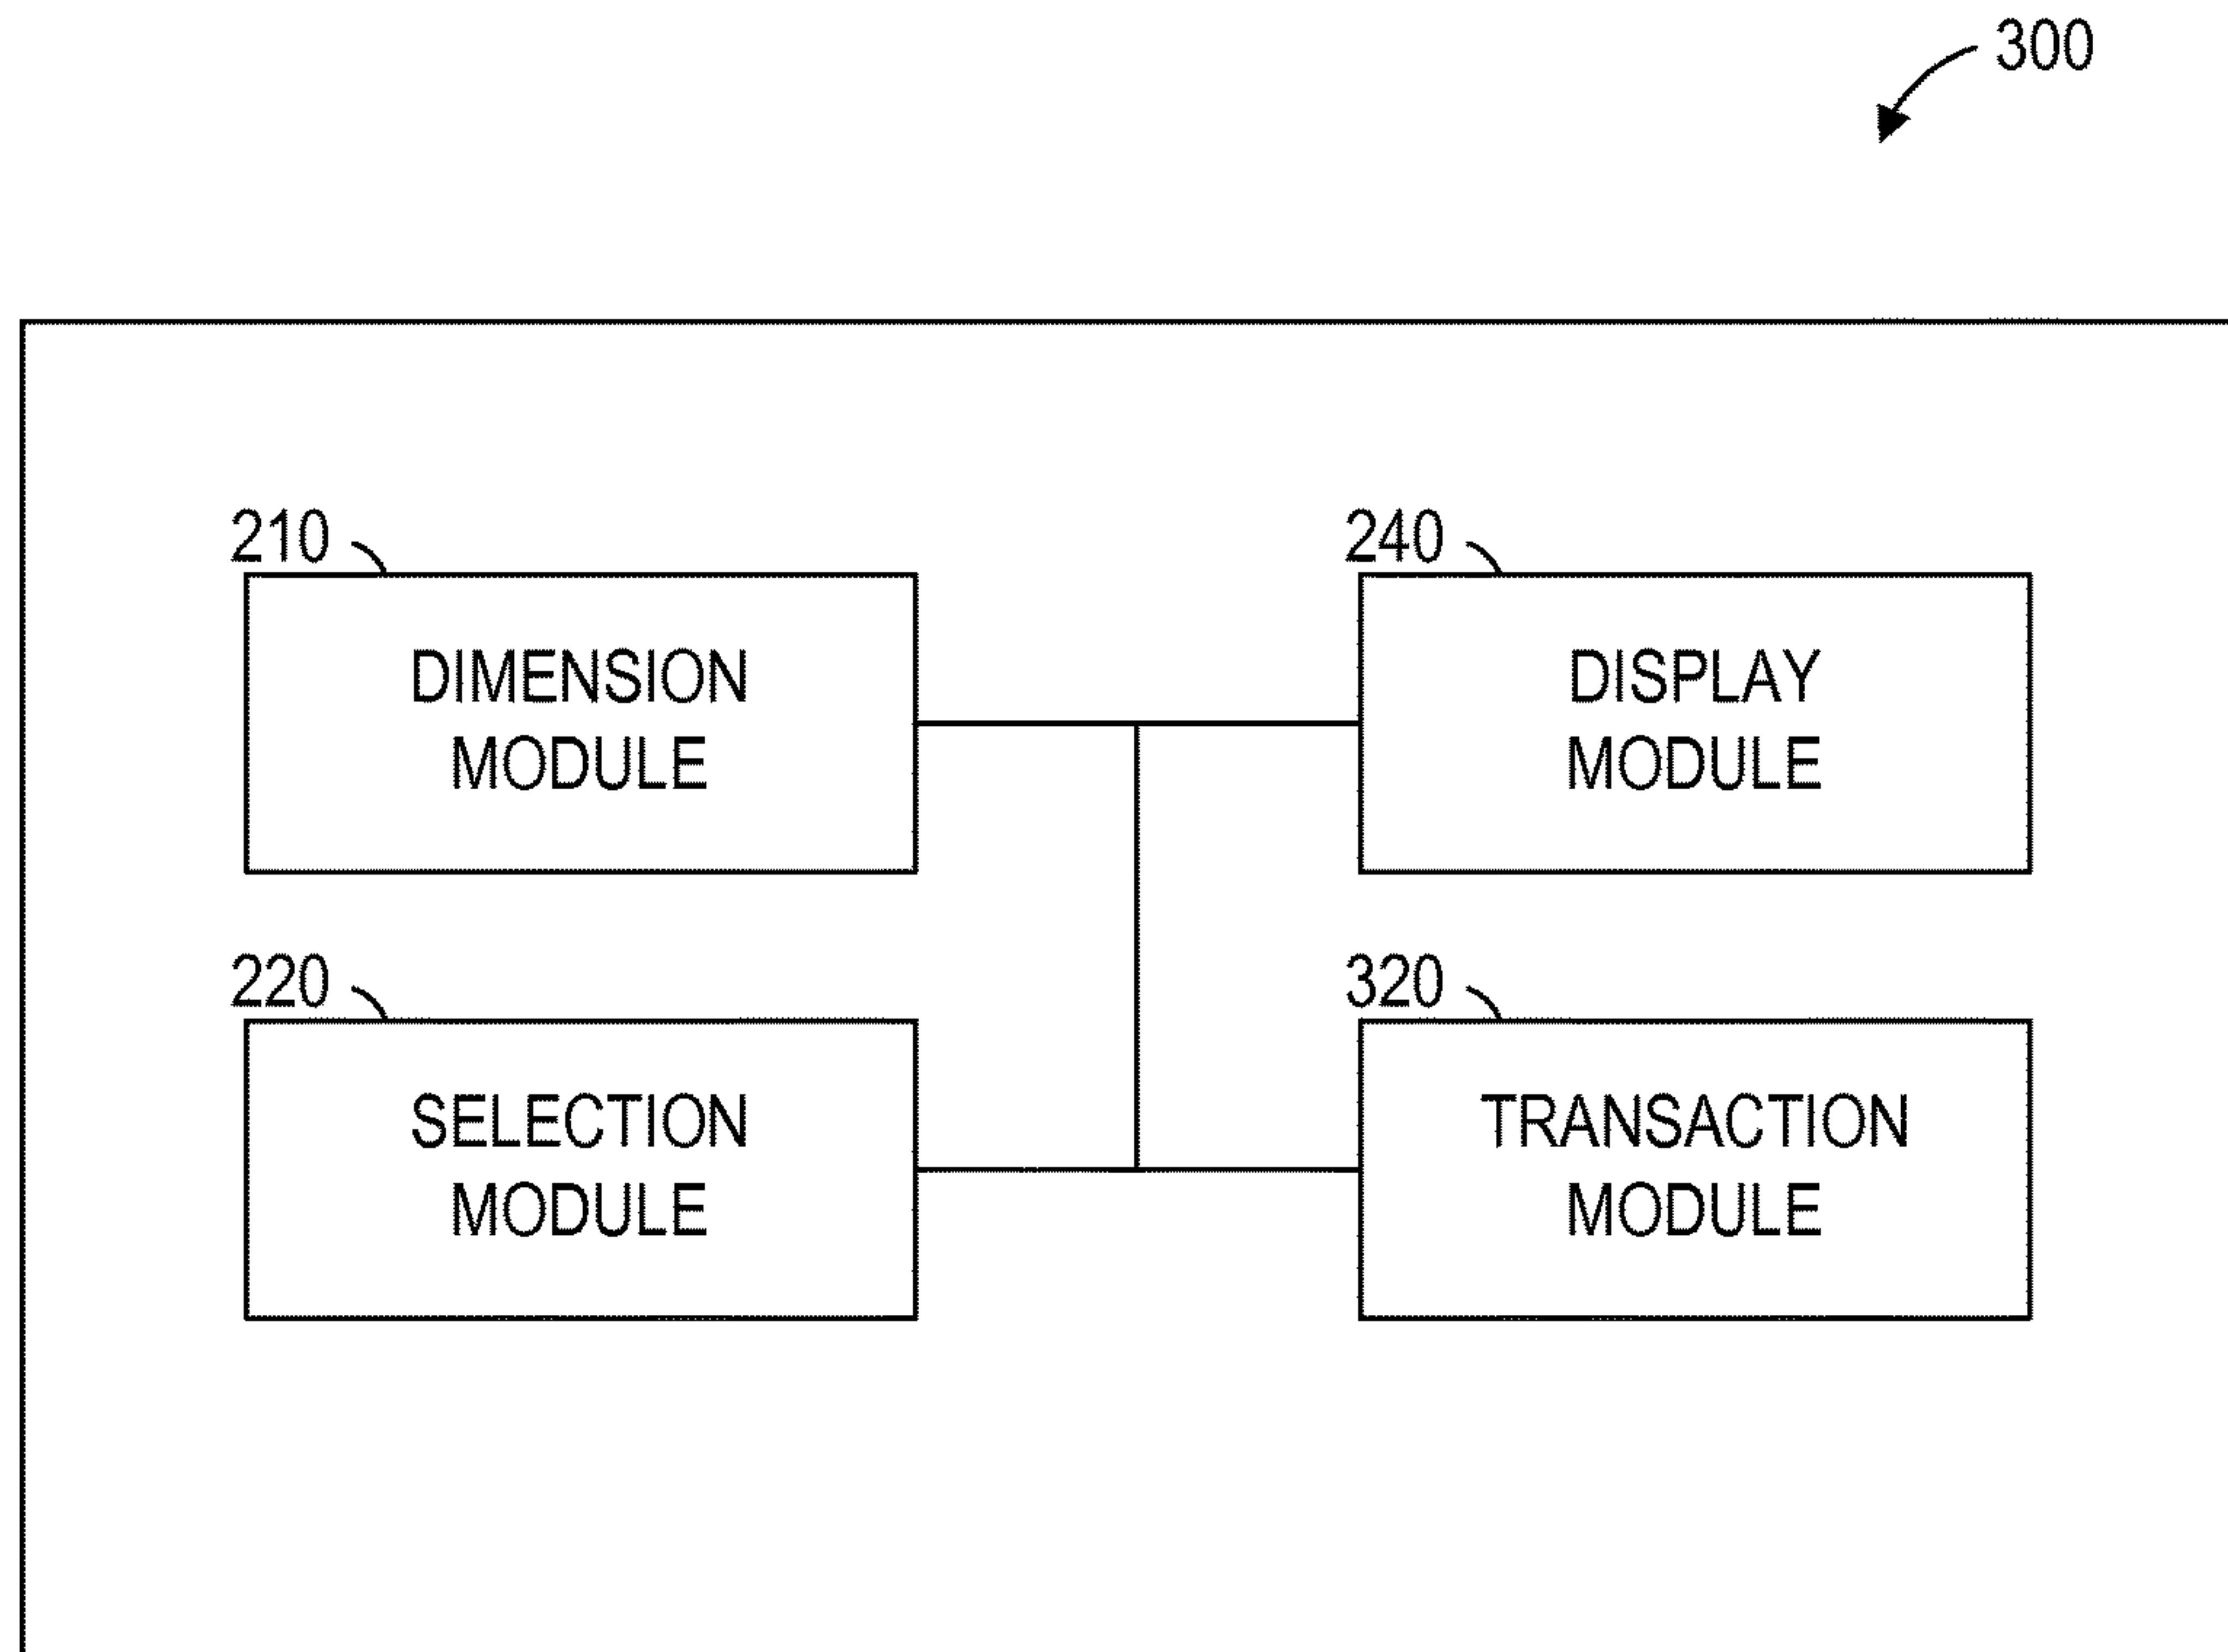 300
210
DIMENSION
MODULE
240
DISPLAY
MODULE
220
SELECTION
MODULE
320
TRANSACTION
MODULE